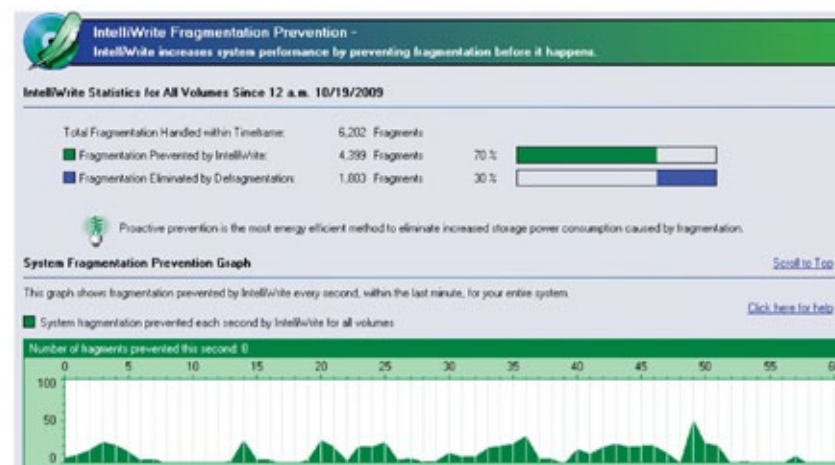 IntelliWrite Fragmentation Prevention -
IntelliWrite increases system performance by preventing fragmentation before it happens.
IntelliWrite Statistics for All Volumes Since 12 a.m. 10/19/2009
Total Fragmentation Handled within Timeframe: 6,202 Fragments
Fragmentation Prevented by IntelliWrite: 4,399 Fragments 70 %
Fragmentation Eliminated by Defragmentation: 1,803 Fragments 30 %
Proactive prevention is the most energy efficient method to eliminate increased storage power consumption caused by fragmentation.
System Fragmentation Prevention Graph Scroll to Top
This graph shows fragmentation prevented by IntelliWrite every second, within the last minute, for your entire system.
Click here for help
System fragmentation prevented each second by IntelliWrite for all volumes
Number of fragments prevented this second: 0
0 5 10 15 20 25 30 35 40 45 50 55 6
100
50
0